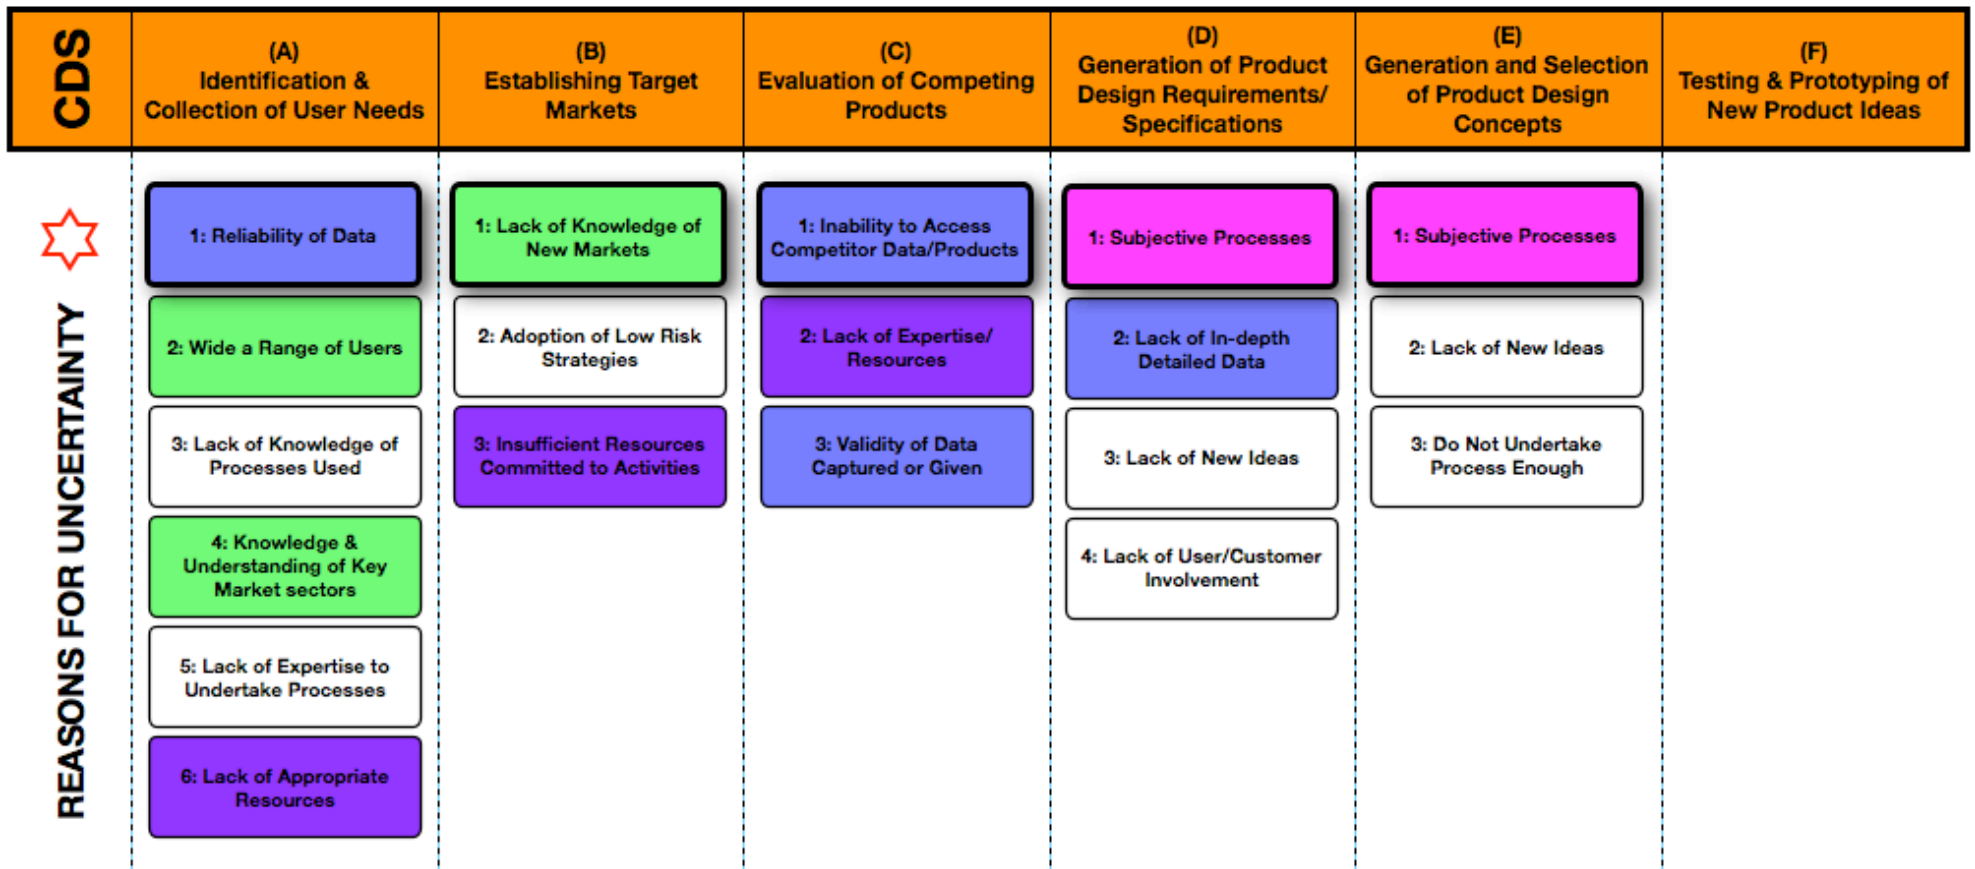 CDS
(A)
Identification &
Collection of User Needs
(B)
Establishing Target
Markets
(C)
Evaluation of Competing
Products
(D)
Generation of Product
Design Requirements/
Specifications
(E)
Generation and Selection
of Product Design
Concepts
(F)
Testing & Prototyping of
New Product Ideas
REASONS FOR UNCERTAINTY
1: Reliability of Data
2: Wide a Range of Users
3: Lack of Knowledge of
Processes Used
4: Knowledge &
Understanding of Key
Market sectors
5: Lack of Expertise to
Undertake Processes
6: Lack of Appropriate
Resources
1: Lack of Knowledge of
New Markets
2: Adoption of Low Risk
Strategies
3: Insufficient Resources
Committed to Activities
1: Inability to Access
Competitor Data/Products
2: Lack of Expertise/
Resources
3: Validity of Data
Captured or Given
1: Subjective Processes
2: Lack of In-depth
Detailed Data
3: Lack of New Ideas
4: Lack of User/Customer
Involvement
1: Subjective Processes
2: Lack of New Ideas
3: Do Not Undertake
Process Enough